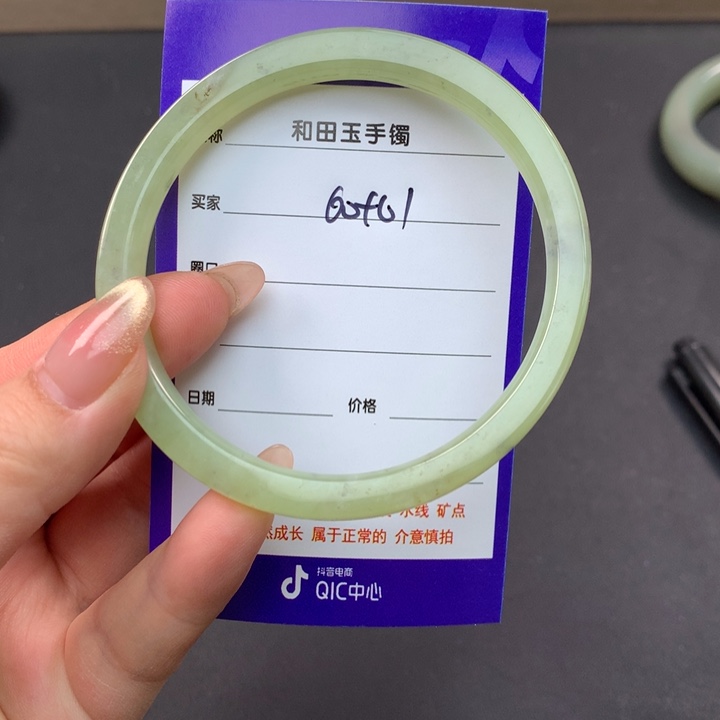 称 和田玉手镯
买家
圈口
日期 价格
水线 矿点
然成长 属于正常的 介意慎拍
抖音电商
QIC中心